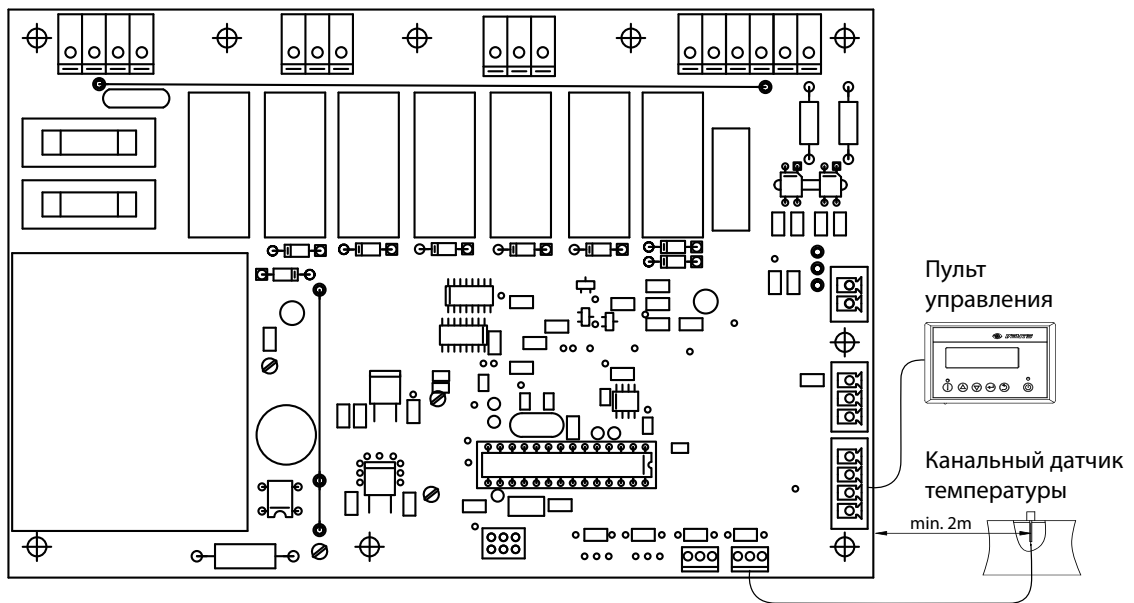 Пульт
управления
Канальный датчик
температуры
min. 2m